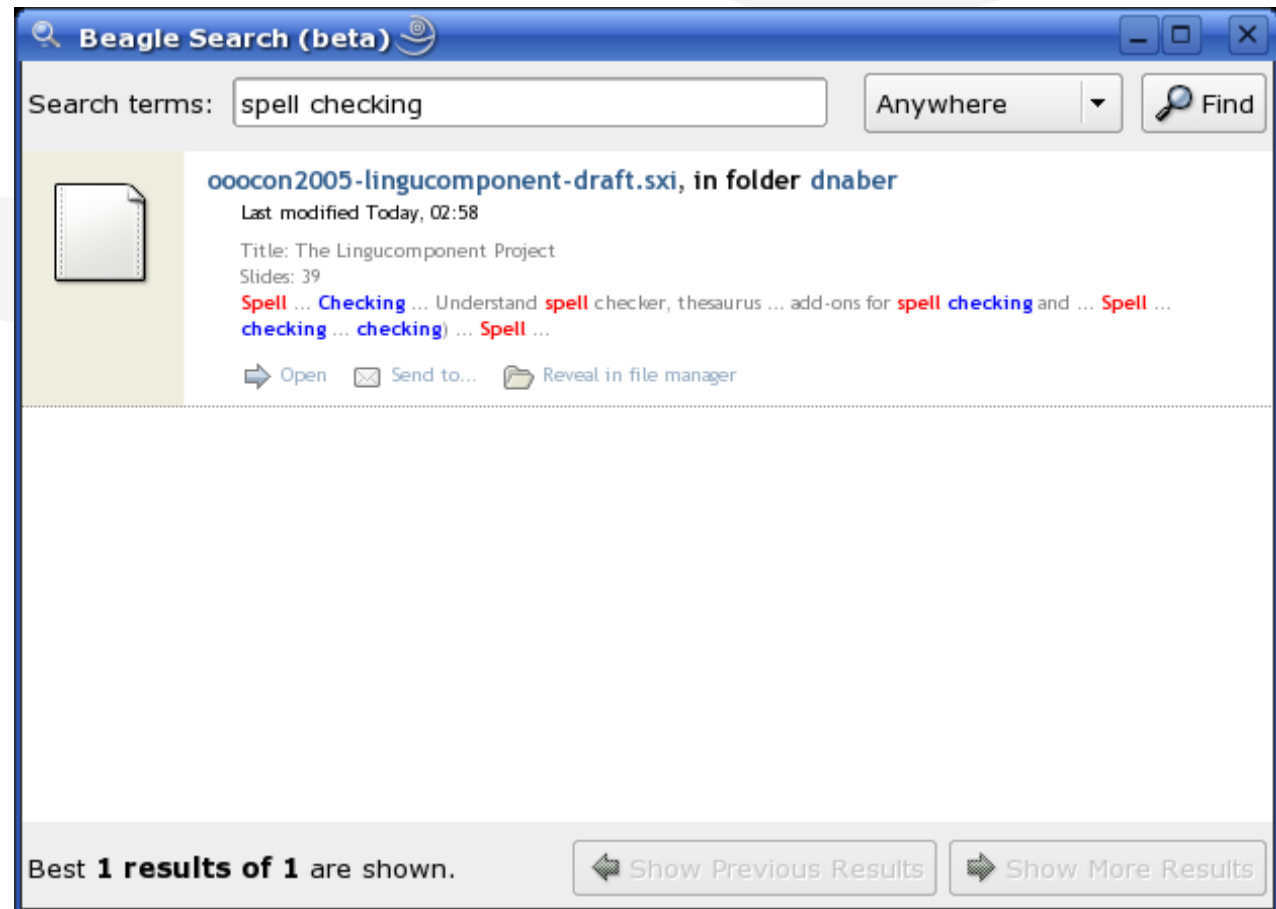 Beagle Search (beta)
Search terms: spell checking Anywhere Find
ooocon2005-lingucomponent-draft.sxi, in folder dnaber
Last modified Today, 02:58
Title: The Lingucomponent Project
Slides: 39
Spell ... Checking ... Understand spell checker, thesaurus ... add-ons for spell checking and ... Spell ...
checking ... checking) ... Spell ...
Open Send to... Reveal in file manager
Best 1 results of 1 are shown. Show Previous Results Show More Results